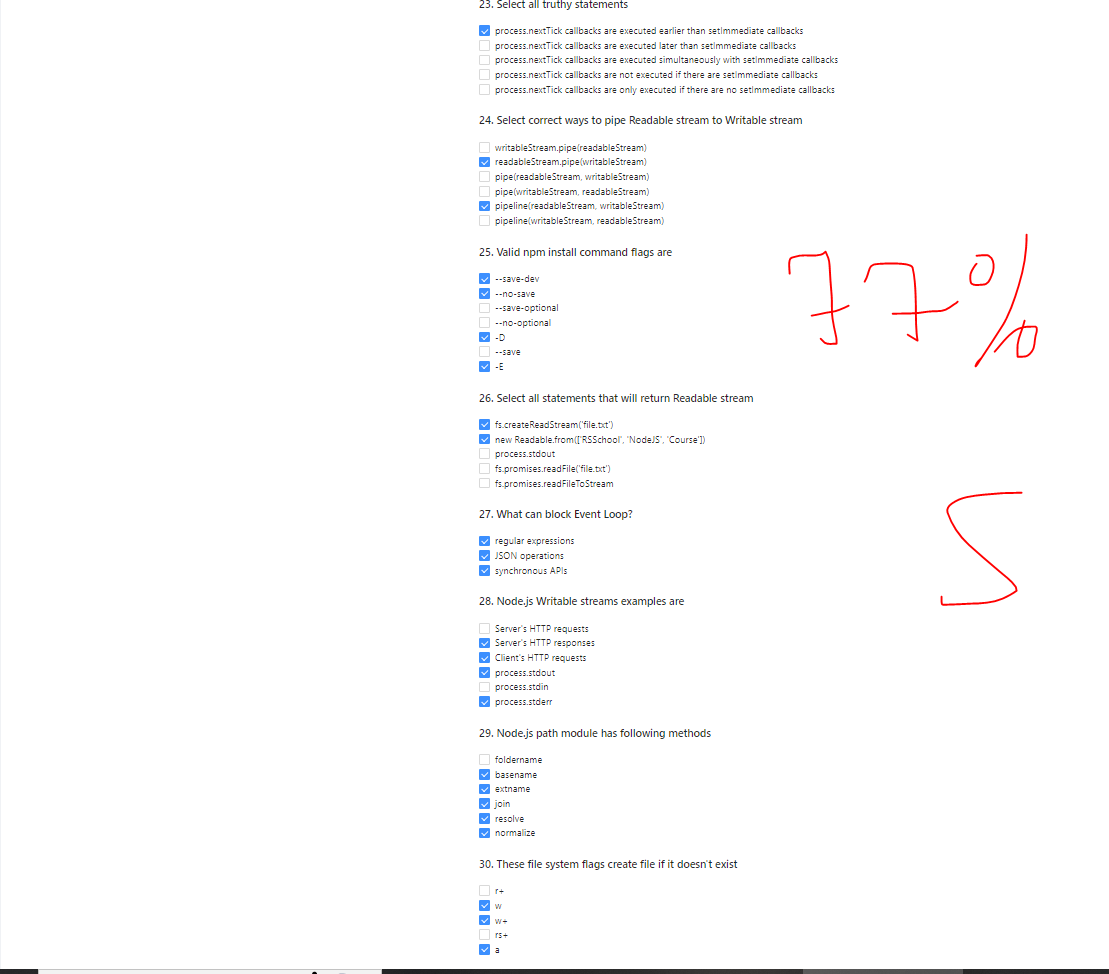 23. Select all truthy statements
process.nextTick callbacks are executed earlier than setImmediate callbacks
process.nextTick callbacks are executed later than setImmediate callbacks
process.nextTick callbacks are executed simultaneously with setImmediate callbacks
process.nextTick callbacks are not executed if there are setImmediate callbacks
process.nextTick callbacks are only executed if there are no setImmediate callbacks
24. Select correct ways to pipe Readable stream to Writable stream
writableStream.pipe(readableStream)
readableStream.pipe(writableStream)
pipe(readableStream, writableStream)
pipe(writableStream, readableStream)
pipeline(readableStream, writableStream)
pipeline(writableStream, readableStream)
25. Valid npm install command flags are
--save-dev
--no-save
--save-optional
--no-optional
-D
--save
-E
77%
26. Select all statements that will return Readable stream
fs.createReadStream('file.txt')
new Readable.from(['RSSchool', 'NodeJS', 'Course'])
process.stdout
fs.promises.readFile('file.txt')
fs.promises.readFileToStream
27. What can block Event Loop?
regular expressions
JSON operations
synchronous APIs
S
28. Node.js Writable streams examples are
Server's HTTP requests
Server's HTTP responses
Client's HTTP requests
process.stdout
process.stdin
process.stderr
29. Node.js path module has following methods
foldername
basename
extname
join
resolve
normalize
30. These file system flags create file if it doesn't exist
r+
w
w+
rs+
a